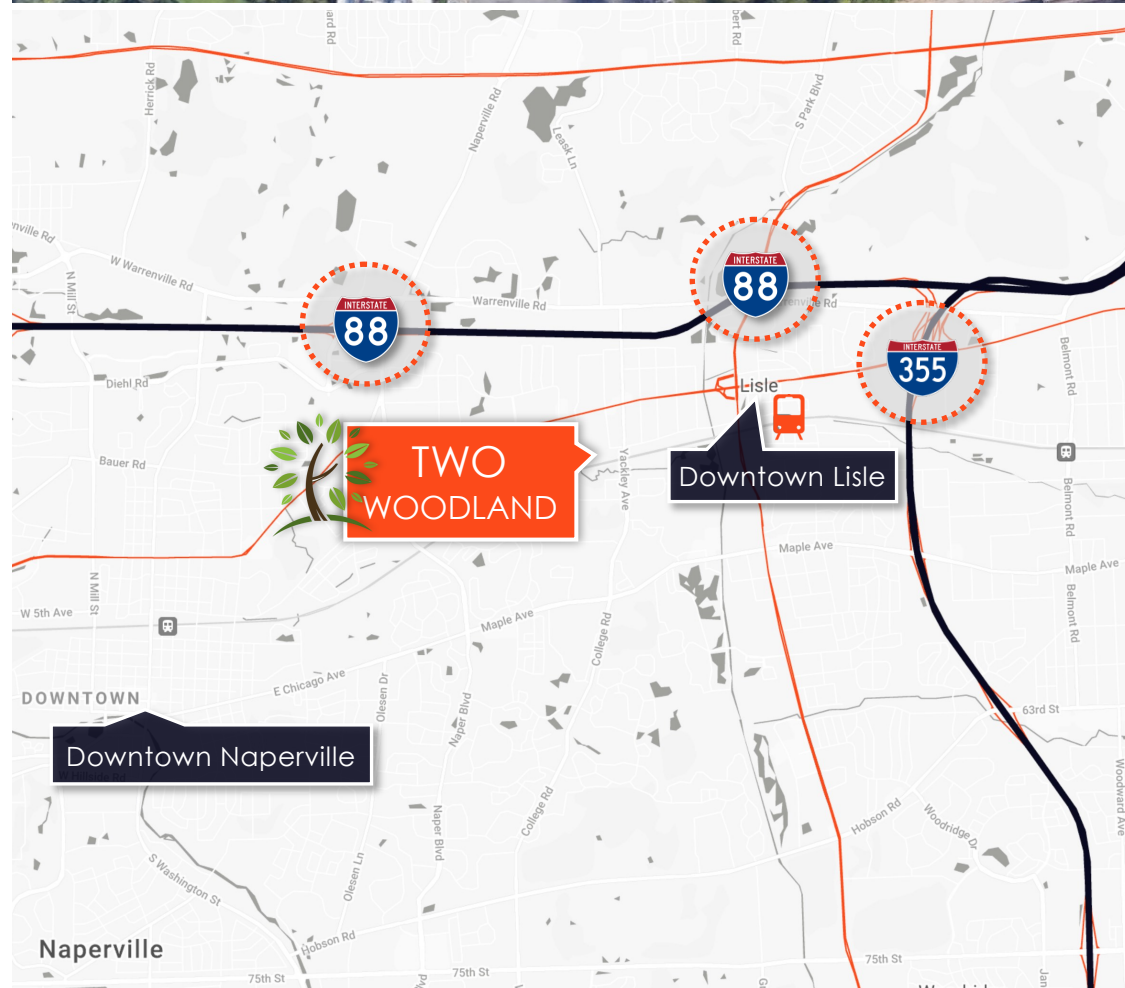 Herrick Rd
Naperville Rd
Leask Ln
S Park Blvd
W Warrenville Rd
N Mill St
INTERSTATE
88
Warrenville Rd
INTERSTATE
88
INTERSTATE
355
Belmont Rd
Diehl Rd
Lisle
TWO
WOODLAND
Bauer Rd
Yackley Ave
Downtown Lisle
Belmont Rd
Maple Ave
Maple Ave
N Mill St
W 5th Ave
Maple Ave
College Rd
Belmont Rd
DOWNTOWN
E Chicago Ave
Olesen Dr
Naper Blvd
63rd St
Downtown Naperville
W Hillside Rd
Woodward Ave
College Rd
Naper Blvd
Hobson Rd
Woodridge Dr
S Washington St
Olesen Ln
Naperville
Hobson Rd
75th St
75th St
75th St